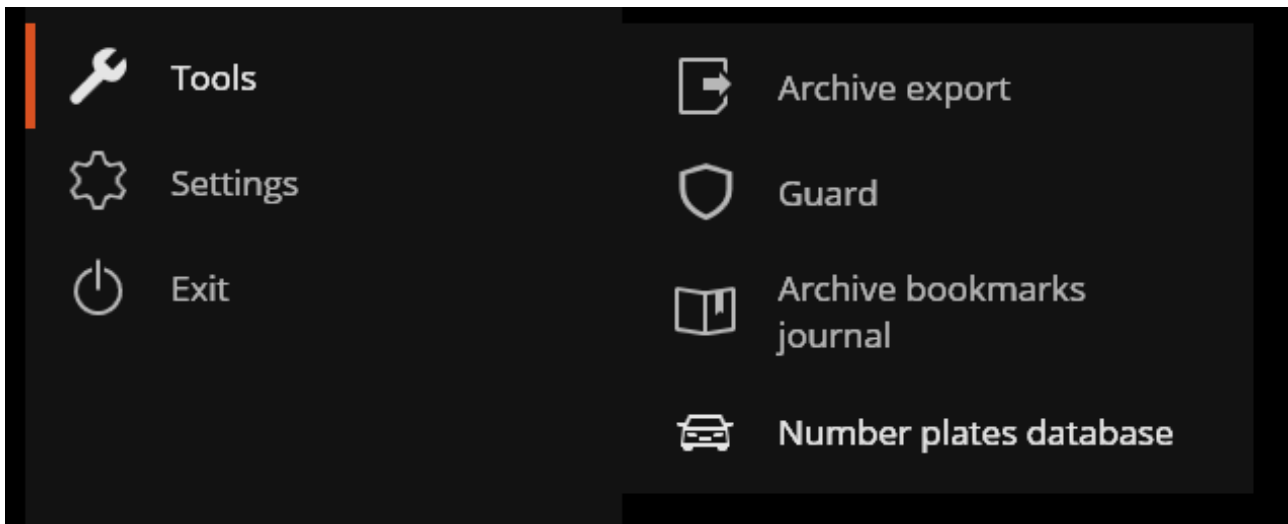 Tools
Settings
Exit
Archive export
Guard
Archive bookmarks
journal
Number plates database